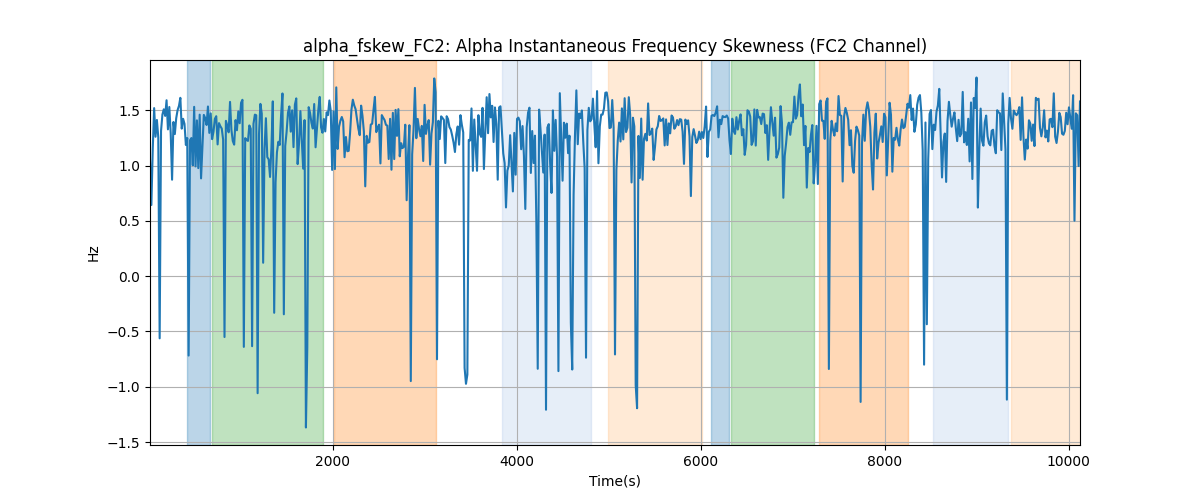 alpha_fskew_FC2: Alpha Instantaneous Frequency Skewness (FC2 Channel)
1.5
1.0
0.5
0.0
−0.5
−1.0
−1.5
Hz
2000 4000 6000 8000 10000
Time(s)